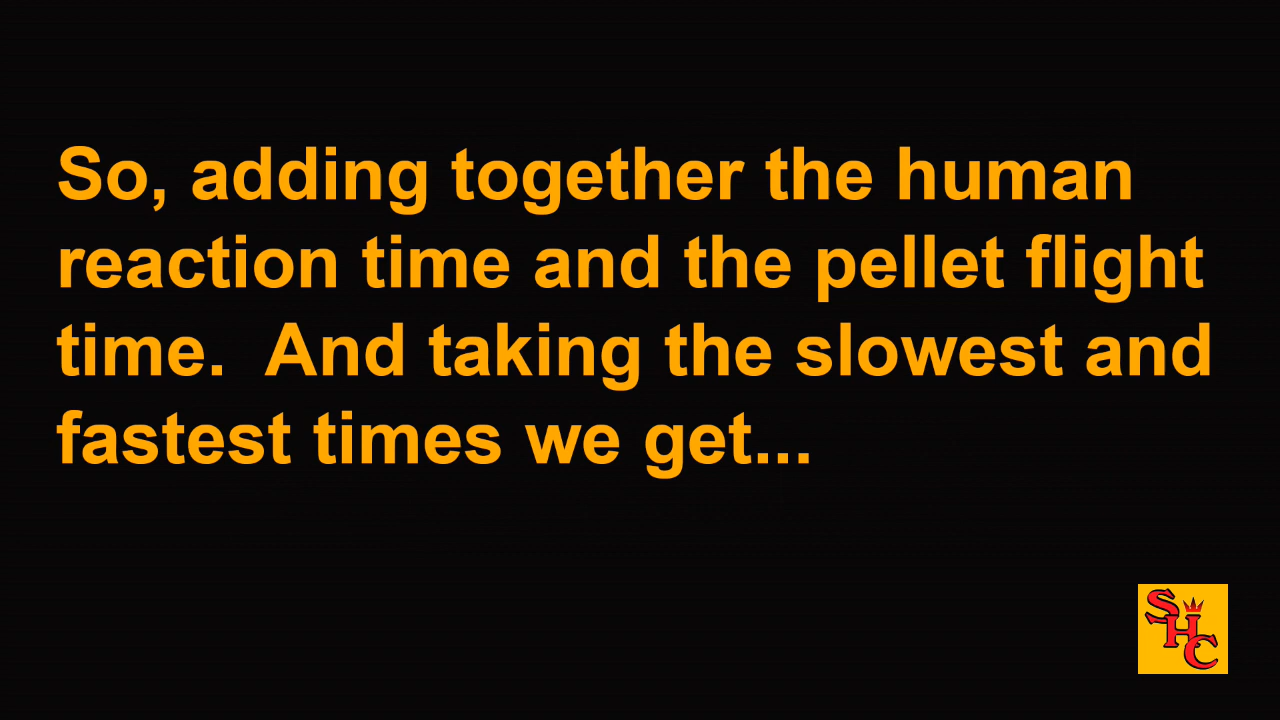 So, adding together the human
reaction time and the pellet flight
time.  And taking the slowest and
fastest times we get...
SHC